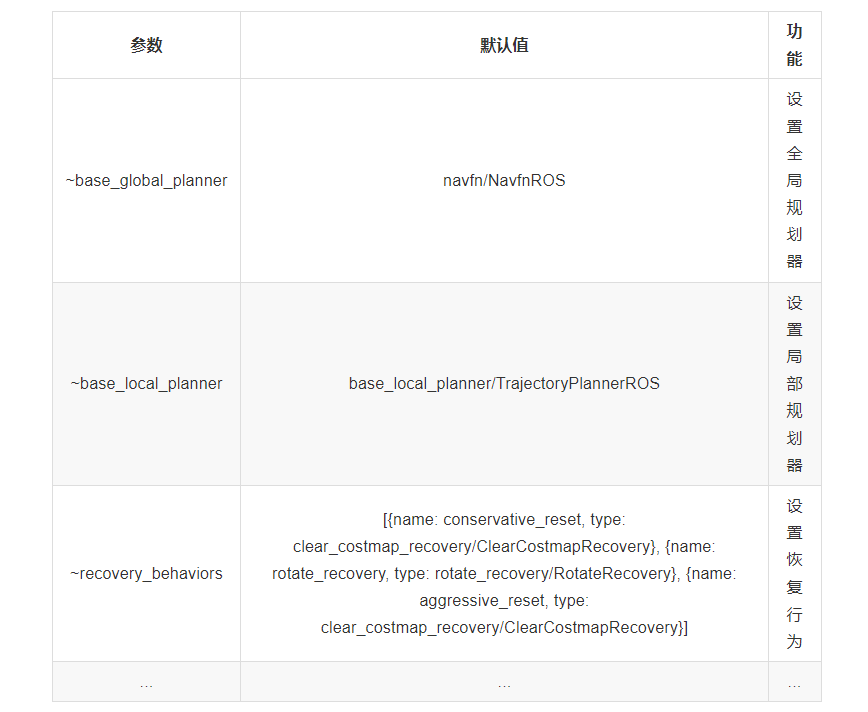 参数
默认值
功
能
~base_global_planner
navfn/NavfnROS
设
置
全
局
规
划
器
~base_local_planner
base_local_planner/TrajectoryPlannerROS
设
置
局
部
规
划
器
~recovery_behaviors
[{name: conservative_reset, type:
clear_costmap_recovery/ClearCostmapRecovery}, {name:
rotate_recovery, type: rotate_recovery/RotateRecovery}, {name:
aggressive_reset, type:
clear_costmap_recovery/ClearCostmapRecovery}]
设
置
恢
复
行
为
...
...
...